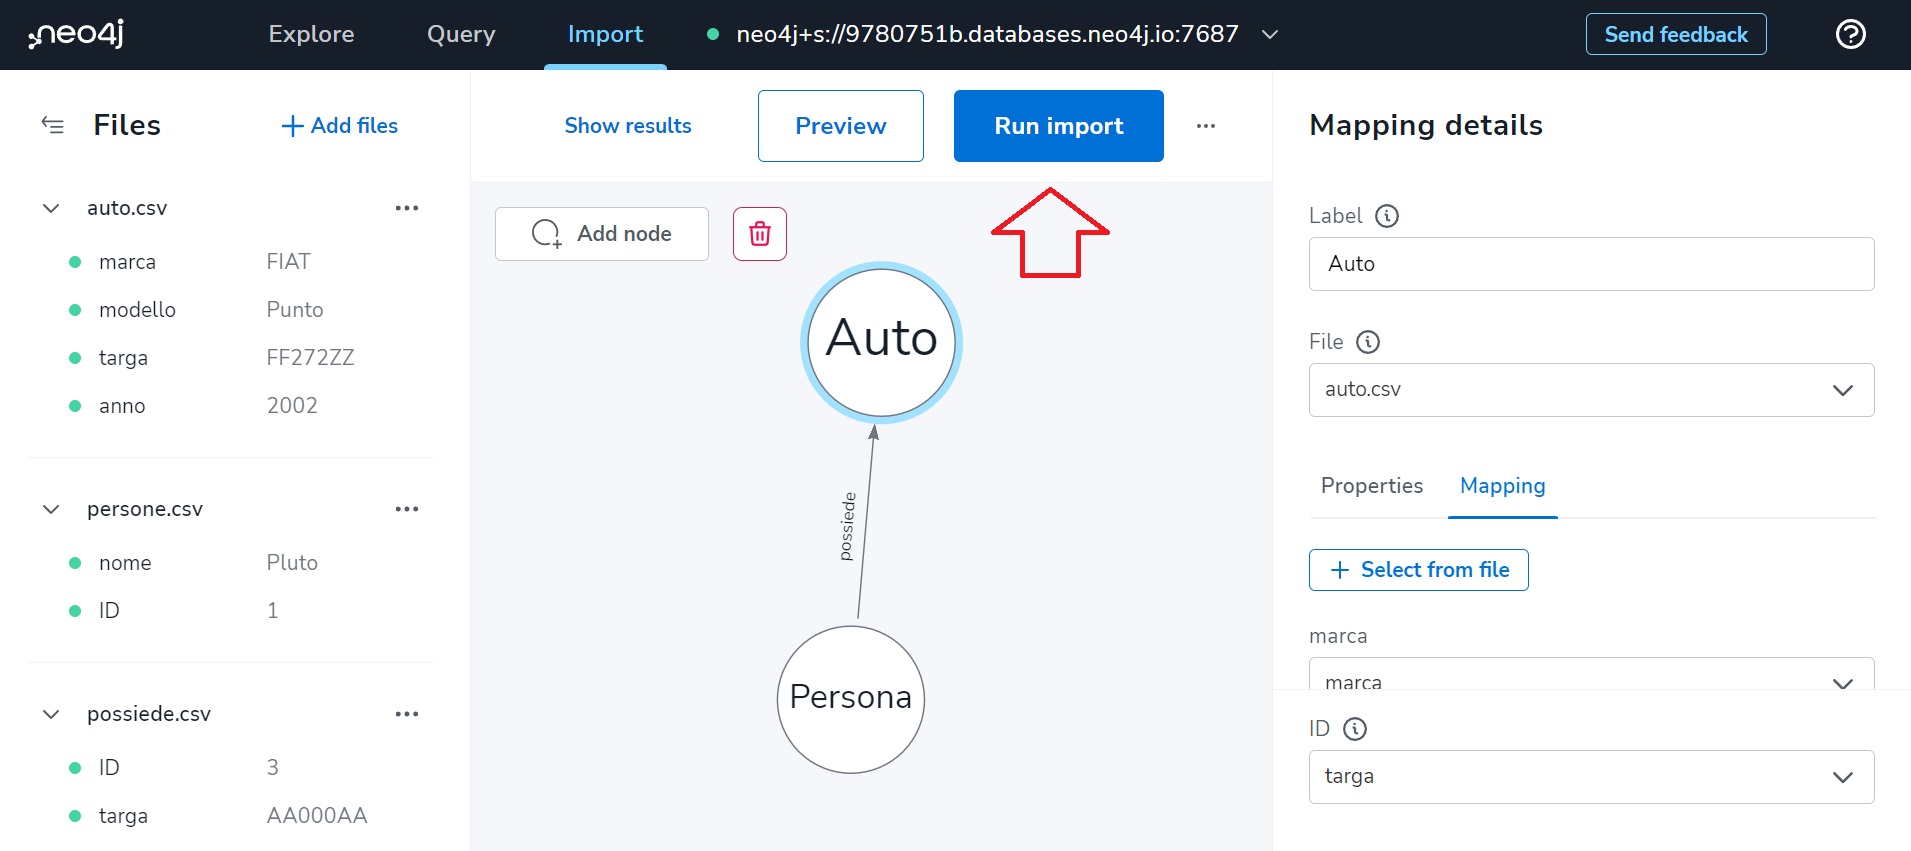 neo4j
Explore
Query
Import
neo4j+s://9780751b.databases.neo4j.io:7687
Send feedback
Files
Add files
auto.csv
marca FIAT
modello Punto
targa FF272ZZ
anno 2002
persone.csv
nome Pluto
ID 1
possiede.csv
ID 3
targa AA000AA
Show results
Preview
Run import
Add node
Auto
possiede
Persona
Mapping details
Label
Auto
File
auto.csv
Properties
Mapping
Select from file
marca
marca
ID
targa